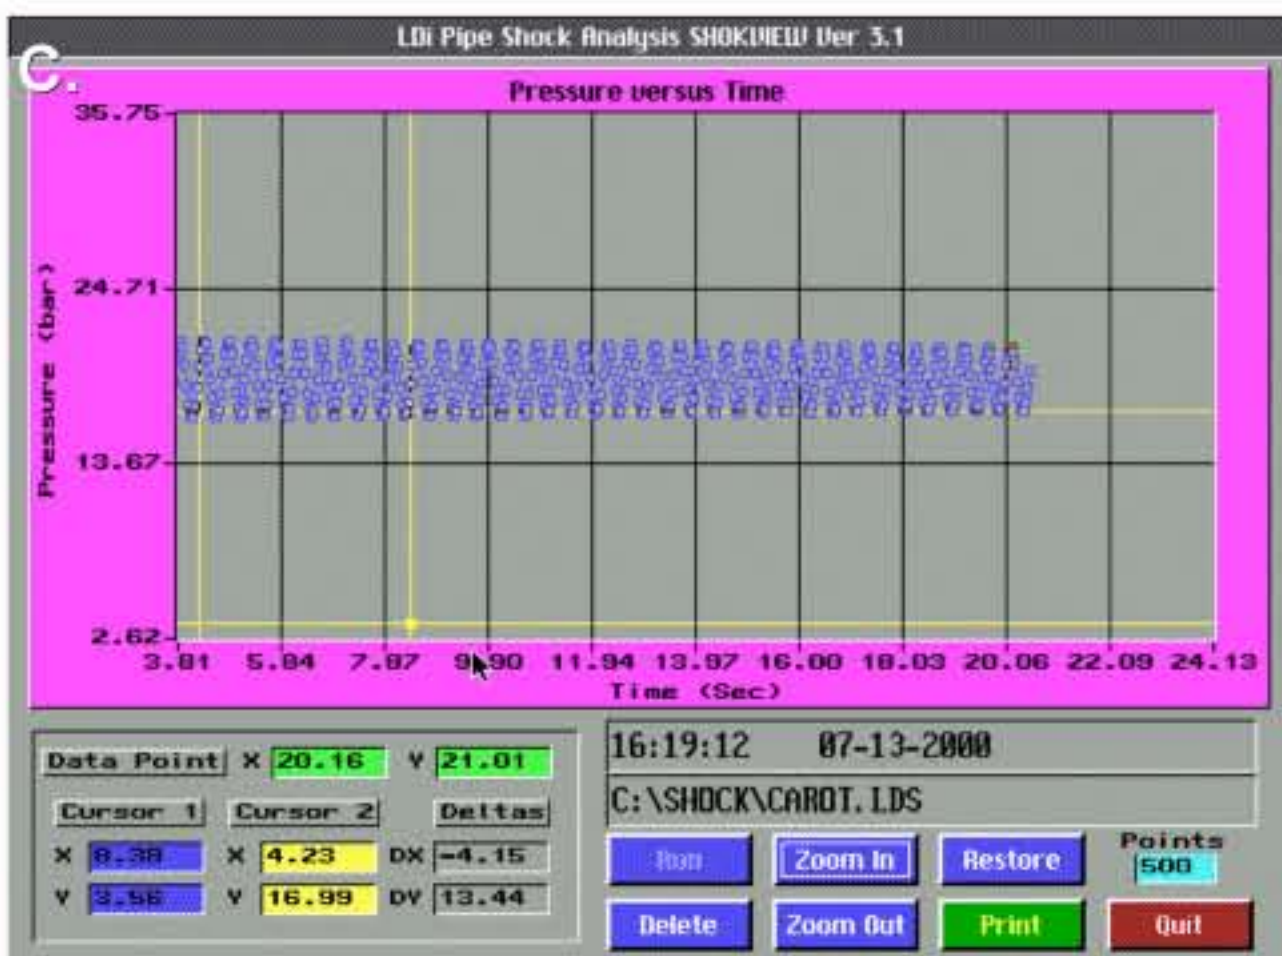 LDi Pipe Shock Analysis SHOKVIEW Ver 3.1
C.
Pressure versus Time
35.75
24.71
13.67
2.62
Pressure (bar)
3.81 5.84 7.87 9.90 11.94 13.97 16.00 18.03 20.06 22.09 24.13
Time (Sec)
Data Point X 20.16 Y 21.01
Cursor 1 Cursor 2 Deltas
X 8.38 X 4.23 DX -4.15
Y 3.56 Y 16.99 DY 13.44
16:19:12 07-13-2000
C:\SHOCK\CAROT.LDS
Run Zoom In Restore Points
500
Delete Zoom Out Print Quit